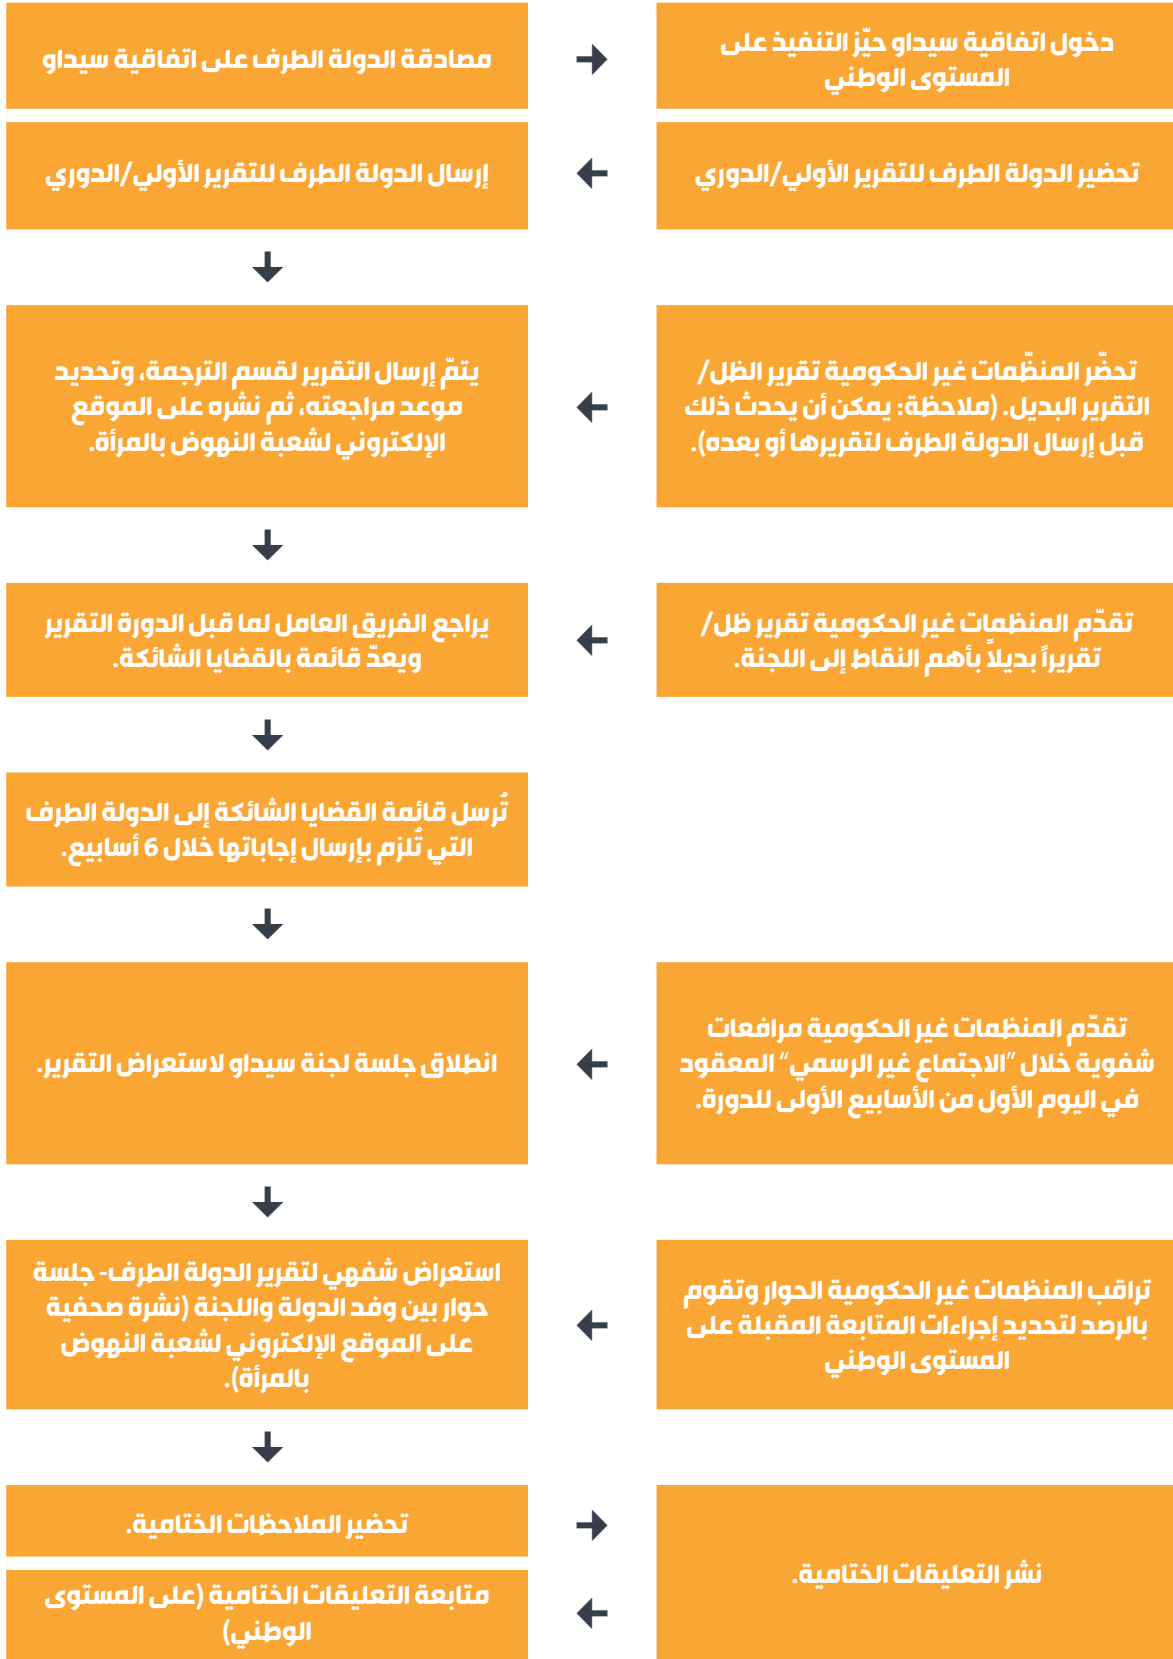 مصادقة الدولة الطرف على اتفاقية سيداو
دخول اتفاقية سيداو حيّز التنفيذ على
المستوى الوطني
تحضير الدولة الطرف للتقرير الأولي/الدوري
إرسال الدولة الطرف للتقرير الأولي/الدوري
تحضّر المنظّمات غير الحكومية تقرير الظل/
التقرير البديل. (ملاحظة: يمكن أن يحدث ذلك
قبل إرسال الدولة الطرف لتقريرها أو بعده).
يتمّ إرسال التقرير لقسم الترجمة، وتحديد
موعد مراجعته، ثم نشره على الموقع
الإلكتروني لشعبة النهوض بالمرأة.
تقدّم المنظمات غير الحكومية تقرير ظل/
تقريراً بديلاً بأهم النقاط إلى اللجنة.
يراجع الفريق العامل لما قبل الدورة التقرير
ويعدّ قائمة بالقضايا الشائكة.
تُرسل قائمة القضايا الشائكة إلى الدولة الطرف
التي تُلزم بإرسال إجاباتها خلال 6 أسابيع.
تقدّم المنظمات غير الحكومية مرافعات
شفوية خلال ”الاجتماع غير الرسمي“ المعقود
في اليوم الأول من الأسابيع الأولى للدورة.
انطلاق جلسة لجنة سيداو لاستعراض التقرير.
تراقب المنظمات غير الحكومية الحوار وتقوم
بالرصد لتحديد إجراءات المتابعة المقبلة على
المستوى الوطني
استعراض شفهي لتقرير الدولة الطرف- جلسة
حوار بين وفد الدولة واللجنة (نشرة صحفية
على الموقع الإلكتروني لشعبة النهوض
بالمرأة).
تحضير الملاحظات الختامية.
نشر التعليقات الختامية.
متابعة التعليقات الختامية (على المستوى
الوطني)